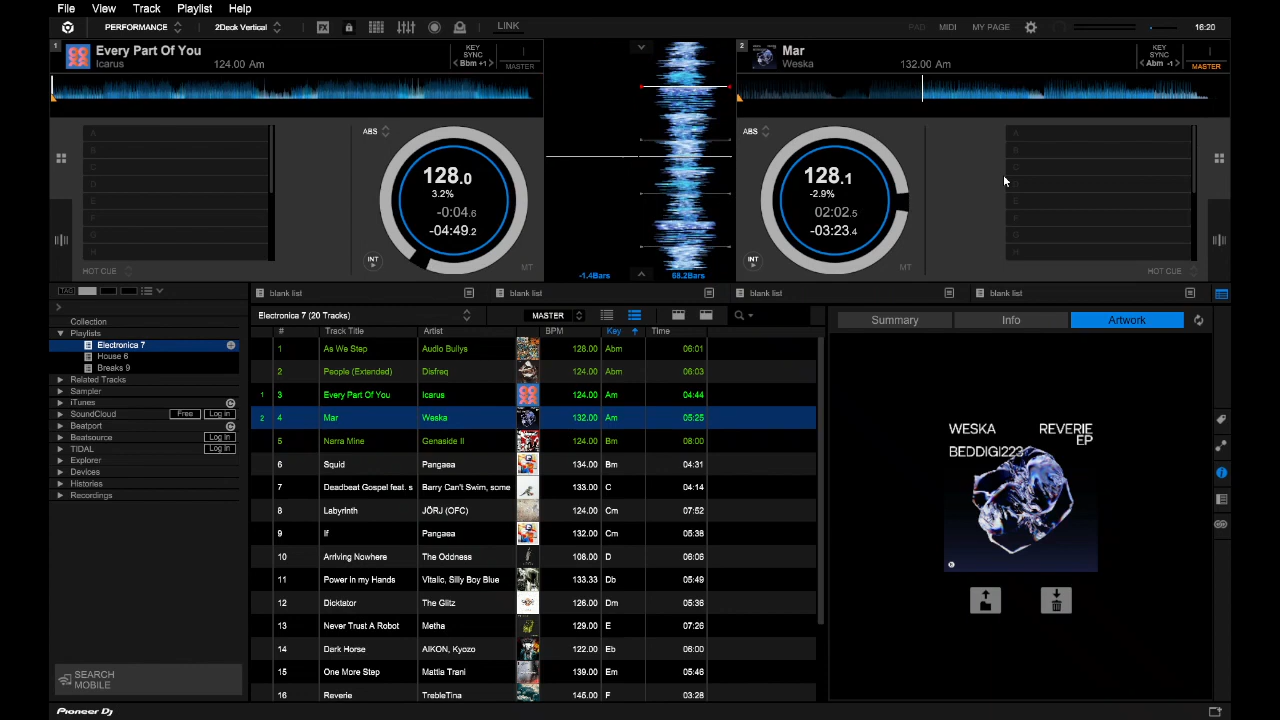 File View Track Playlist Help
PERFORMANCE 2Deck Vertical FX LINK PAD MIDI MY PAGE 16:20
1 Every Part Of You
Icarus 124.00 Am
KEY SYNC
Bbm +1 MASTER
2 Mar
Weska 132.00 Am
KEY SYNC
Abm -1 MASTER
ABS
A
B
C
D
E
F
G
H
HOT CUE
128.0
3.2%
-0:04.6
-04:49.2
INT MT
-1.4Bars 68.2Bars
ABS
128.1
-2.9%
02:02.5
-03:23.4
INT MT
A
B
C
E
F
G
H
HOT CUE
TAG
blank list blank list blank list blank list
Collection
Playlists
Electronica 7
House 6
Breaks 9
Related Tracks
Sampler
iTunes
SoundCloud Free Log in
Beatport
Beatsource Log in
TIDAL Log in
Explorer
Devices
Histories
Recordings
SEARCH
MOBILE
Electronica 7 (20 Tracks) MASTER
# Track Title Artist BPM Key Time
1 As We Step Audio Bullys 128.00 Abm 06:01
2 People (Extended) Disfreq 124.00 Abm 06:03
1 3 Every Part Of You Icarus 124.00 Am 04:44
2 4 Mar Weska 132.00 Am 05:25
5 Narra Mine Genaside II 124.00 Bm 08:00
6 Squid Pangaea 134.00 Bm 04:31
7 Deadbeat Gospel feat. s Barry Can't Swim, some 133.00 C 04:14
8 Labyrinth JÖRJ (OFC) 124.00 Cm 07:52
9 If Pangaea 132.00 Cm 05:38
10 Arriving Nowhere The Oddness 108.00 D 06:06
11 Power in my Hands Vitalic, Silly Boy Blue 133.33 Db 05:49
12 Dicktator The Glitz 126.00 Dm 05:36
13 Never Trust A Robot Metha 129.00 E 07:26
14 Dark Horse AIKON, Kyozo 122.00 Eb 06:00
15 One More Step Mattia Trani 139.00 Em 05:46
16 Reverie TrebleTina 145.00 F 03:28
Summary Info Artwork
WESKA REVERIE
EP
BEDDIGI223
Pioneer Dj